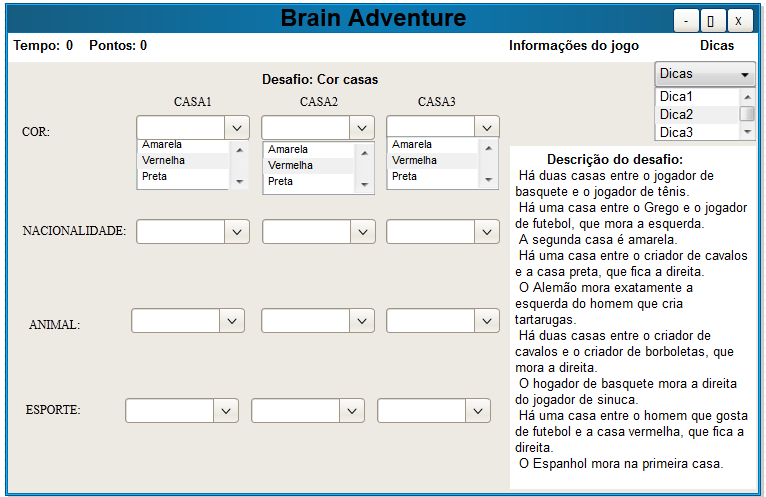 Brain Adventure
- ▯ X
Tempo: 0 Pontos: 0 Informações do jogo Dicas
Desafio: Cor casas
Dicas
Dica1
Dica2
Dica3
CASA1 CASA2 CASA3
COR:
Amarela Amarela Amarela
Vernelha Vermelha Vermelha
Preta Preta Preta
NACIONALIDADE:
ANIMAL:
ESPORTE:
Descrição do desafio:
Há duas casas entre o jogador de
basquete e o jogador de tênis.
Há uma casa entre o Grego e o jogador
de futebol, que mora a esquerda.
A segunda casa é amarela.
Há uma casa entre o criador de cavalos
e a casa preta, que fica a direita.
O Alemão mora exatamente a
esquerda do homem que cria
tartarugas.
Há duas casas entre o criador de
cavalos e o criador de borboletas, que
mora a direita.
O hogador de basquete mora a direita
do jogador de sinuca.
Há uma casa entre o homem que gosta
de futebol e a casa vermelha, que fica a
direita.
O Espanhol mora na primeira casa.